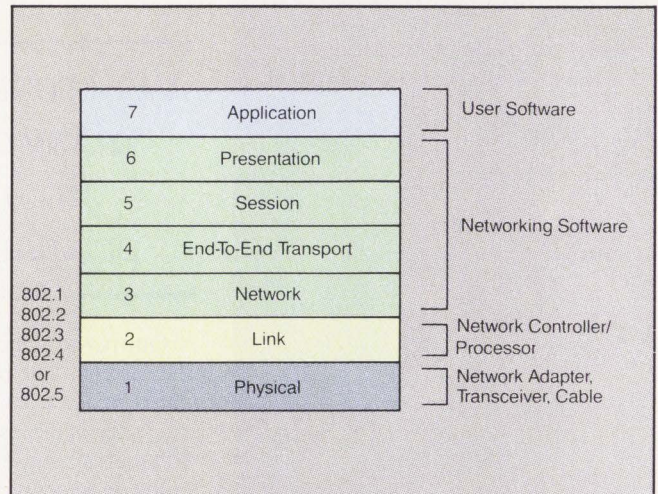 7 Application
6 Presentation
5 Session
4 End-To-End Transport
3 Network
2 Link
1 Physical
802.1
802.2
802.3
802.4
or
802.5
User Software
Networking Software
Network Controller/
Processor
Network Adapter,
Transceiver, Cable